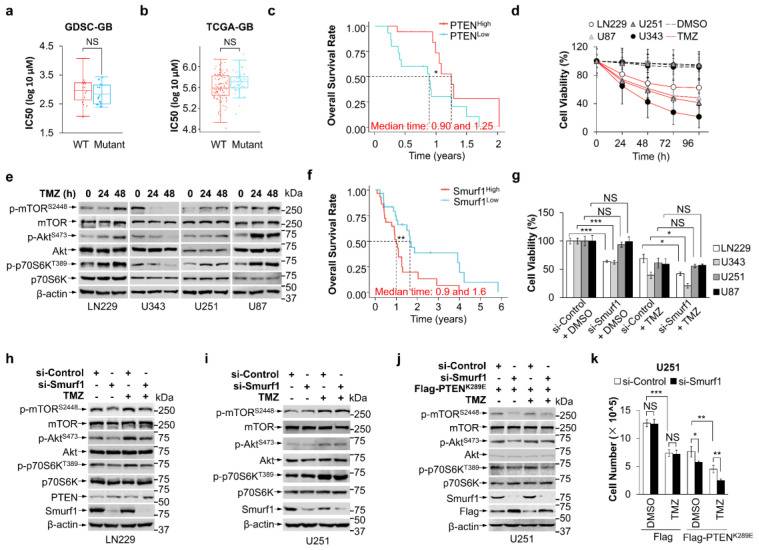 a
GDSC-GB
NS
IC50 (log 10 μM)
4.5
3.5
2.5
1.5
WT
Mutant
b
TCGA-GB
NS
IC50 (log 10 μM)
6.0
5.6
5.2
4.8
WT
Mutant
c
PTEN^High
PTEN^Low
Overall Survival Rate
1.00
0.75
0.50
0.25
0.00
*
Median time: 0.90 and 1.25
0 0.5 1 1.5 2
Time (years)
d
LN229 U251 DMSO
U87 U343 TMZ
Cell Viability (%)
150
120
90
60
30
0
0 24 48 72 96
Time (h)
e
TMZ (h) 0 24 48 0 24 48 0 24 48 0 24 48 kDa
p-mTOR^S2448
mTOR
p-Akt^S473
Akt
p-p70S6K^T389
p70S6K
β-actin
250
250
75
75
75
75
50
37
LN229 U343 U251 U87
f
Smurf1^High
Smurf1^Low
Overall Survival Rate
1.00
0.75
0.50
0.25
0.00
**
Median time: 0.9 and 1.6
0 1 2 3 4 5 6
Time (years)
g
NS
NS
NS
NS
***
***
*
*
LN229
U343
U251
U87
Cell Viability (%)
150
100
50
0
si-Control + DMSO
si-Smurf1 + DMSO
si-Control + TMZ
si-Smurf1 + TMZ
h
si-Control + - + -
si-Smurf1 - + - +
TMZ - - + + kDa
p-mTOR^S2448 250
mTOR 250
p-Akt^S473 75
Akt 75
p-p70S6K^T389 75
p70S6K 75
PTEN 50
Smurf1 75
β-actin 50
37
LN229
i
si-Control + - + -
si-Smurf1 - + - +
TMZ - - + + kDa
p-mTOR^S2448 250
mTOR 250
p-Akt^S473 75
Akt 75
p-p70S6K^T389 75
p70S6K 75
Smurf1 75
β-actin 50
37
U251
j
si-Control + - + -
si-Smurf1 - + - +
Flag-PTEN^K289E + + + +
TMZ - - + + kDa
p-mTOR^S2448 250
mTOR 250
p-Akt^S473 75
Akt 75
p-p70S6K^T389 75
p70S6K 75
Smurf1 75
Flag 75
β-actin 50
37
U251
k
U251
si-Control si-Smurf1
***
NS
NS
**
*
**
Cell Number (× 10^5)
20
15
10
5
0
DMSO
TMZ
DMSO
TMZ
Flag
Flag-PTEN^K289E